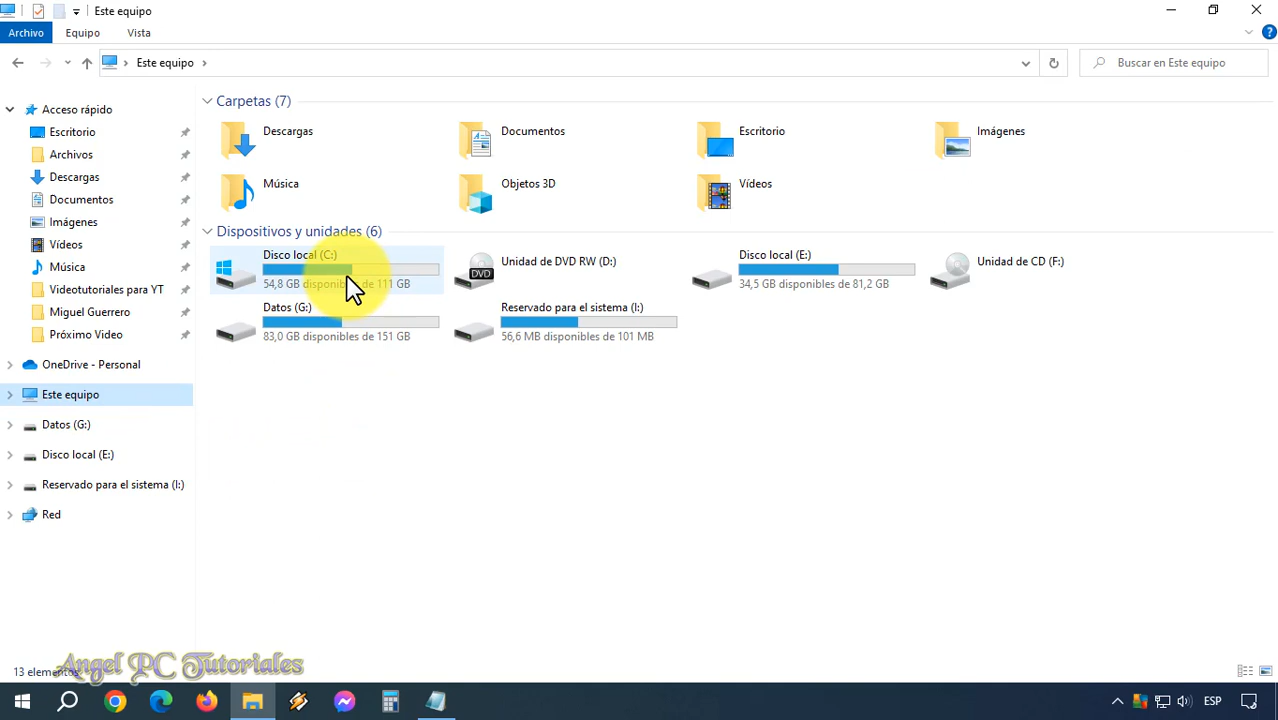 Este equipo
Archivo
Equipo
Vista
Este equipo
Buscar en Este equipo
Acceso rápido
Escritorio
Archivos
Descargas
Documentos
Imágenes
Vídeos
Música
Videotutoriales para YT
Miguel Guerrero
Próximo Video
OneDrive - Personal
Este equipo
Datos (G:)
Disco local (E:)
Reservado para el sistema (I:)
Red
Carpetas (7)
Descargas
Documentos
Escritorio
Imágenes
Música
Objetos 3D
Vídeos
Dispositivos y unidades (6)
Disco local (C:)
54,8 GB disponibles de 111 GB
Unidad de DVD RW (D:)
DVD
Disco local (E:)
34,5 GB disponibles de 81,2 GB
Unidad de CD (F:)
Datos (G:)
83,0 GB disponibles de 151 GB
Reservado para el sistema (I:)
56,6 MB disponibles de 101 MB
13 elementos
Angel PC Tutoriales
ESP